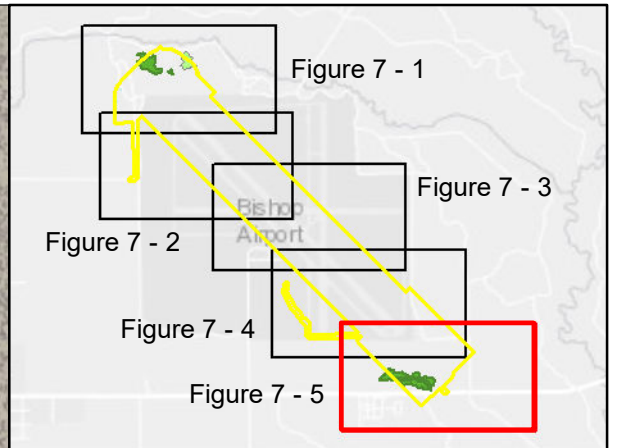 Figure 7 - 1
Figure 7 - 3
Bishop
Airport
Figure 7 - 2
Figure 7 - 4
Figure 7 - 5